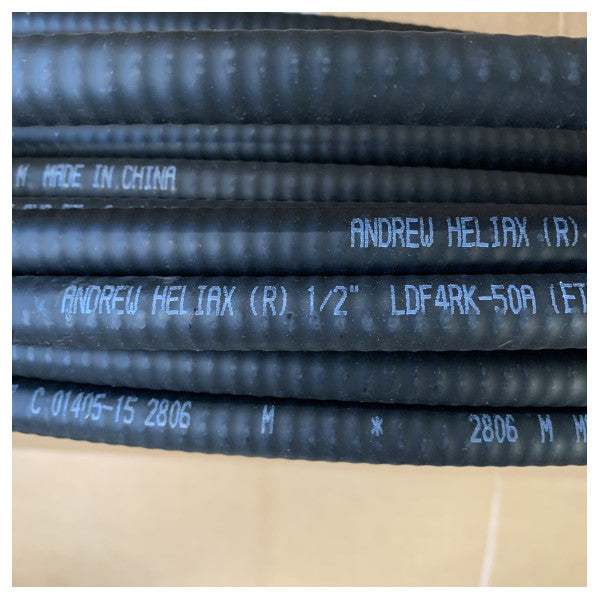 M MADE IN CHINA
ANDREW HELIAX (R)
ANDREW HELIAX (R) 1/2" LDF4RK-50A (ET
C 01405-15 2806 M * 2806 M M